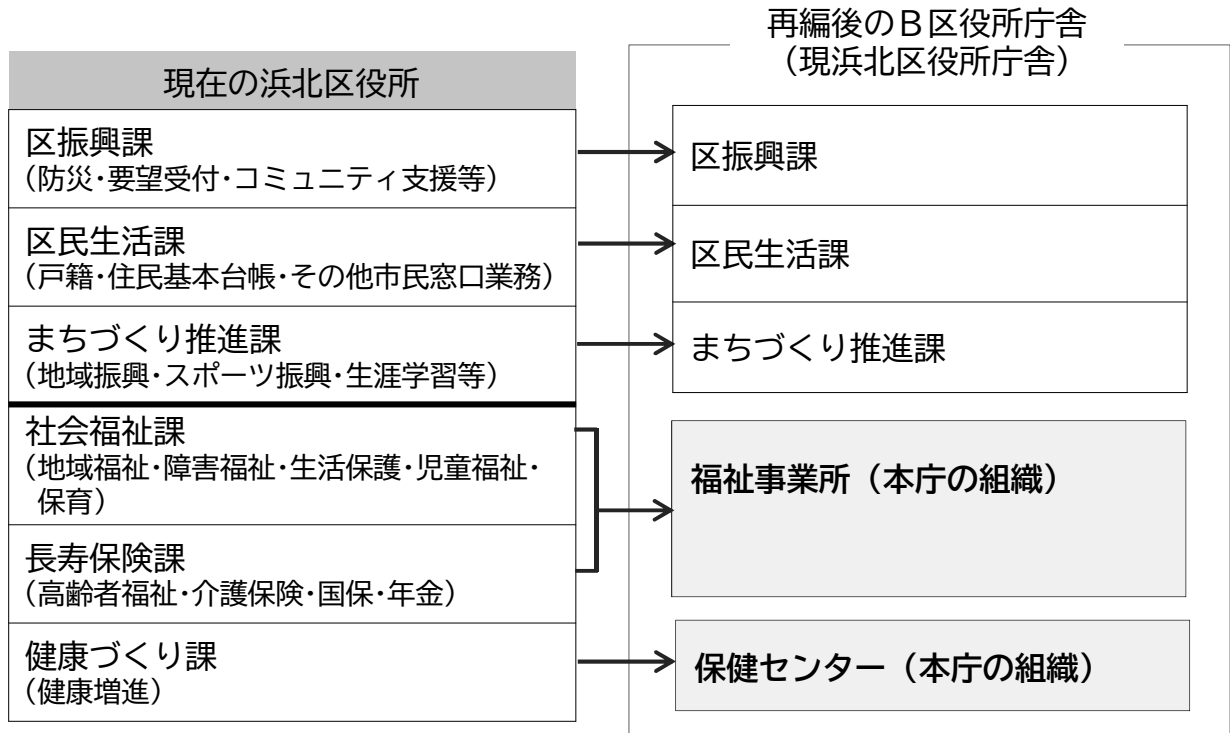 再編後のB区役所庁舎
（現浜北区役所庁舎）
現在の浜北区役所
区振興課
（防災・要望受付・コミュニティ支援等）
区民生活課
（戸籍・住民基本台帳・その他市民窓口業務）
まちづくり推進課
（地域振興・スポーツ振興・生涯学習等）
社会福祉課
（地域福祉・障害福祉・生活保護・児童福祉・
保育）
長寿保険課
（高齢者福祉・介護保険・国保・年金）
健康づくり課
（健康増進）
区振興課
区民生活課
まちづくり推進課
福祉事業所（本庁の組織）
保健センター（本庁の組織）